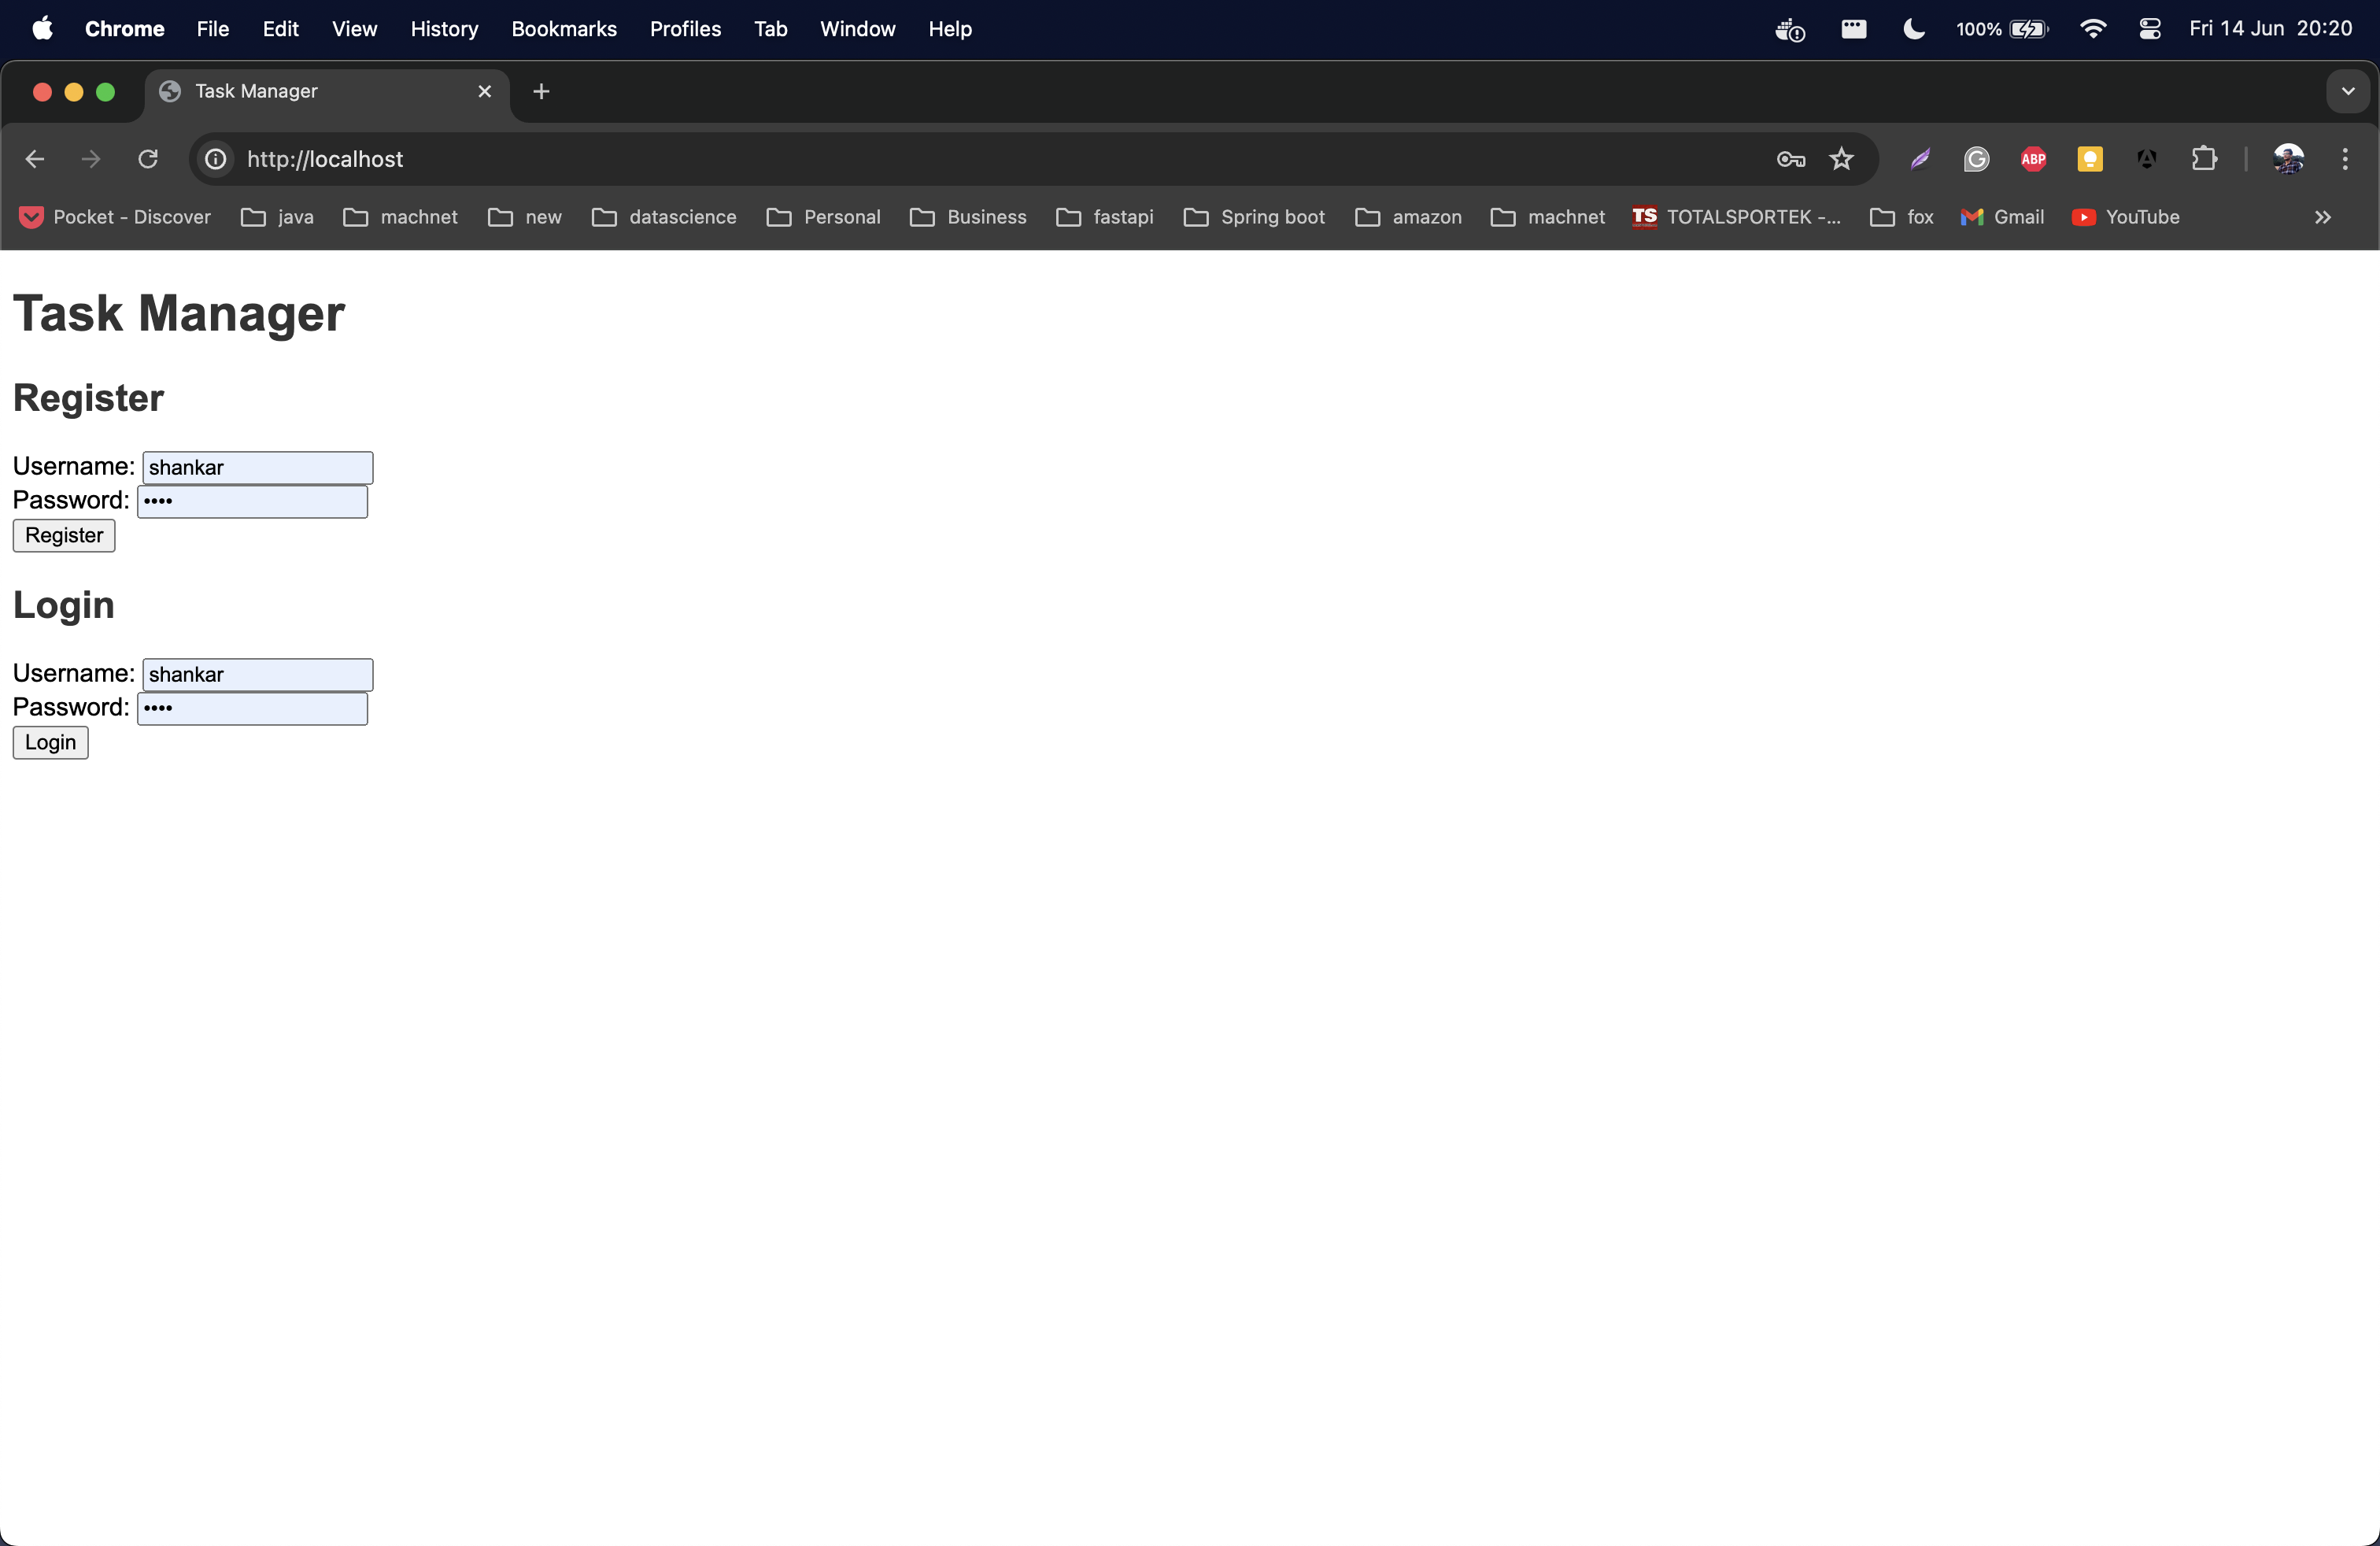 Chrome File Edit View History Bookmarks Profiles Tab Window Help 100% Fri 14 Jun 20:20
Task Manager
http://localhost ABP
Pocket - Discover java machnet new datascience Personal Business fastapi Spring boot amazon machnet TS TOTALSPORTEK -... fox Gmail YouTube
Task Manager
Register
Username: shankar
Password: ••••
Register
Login
Username: shankar
Password: ••••
Login